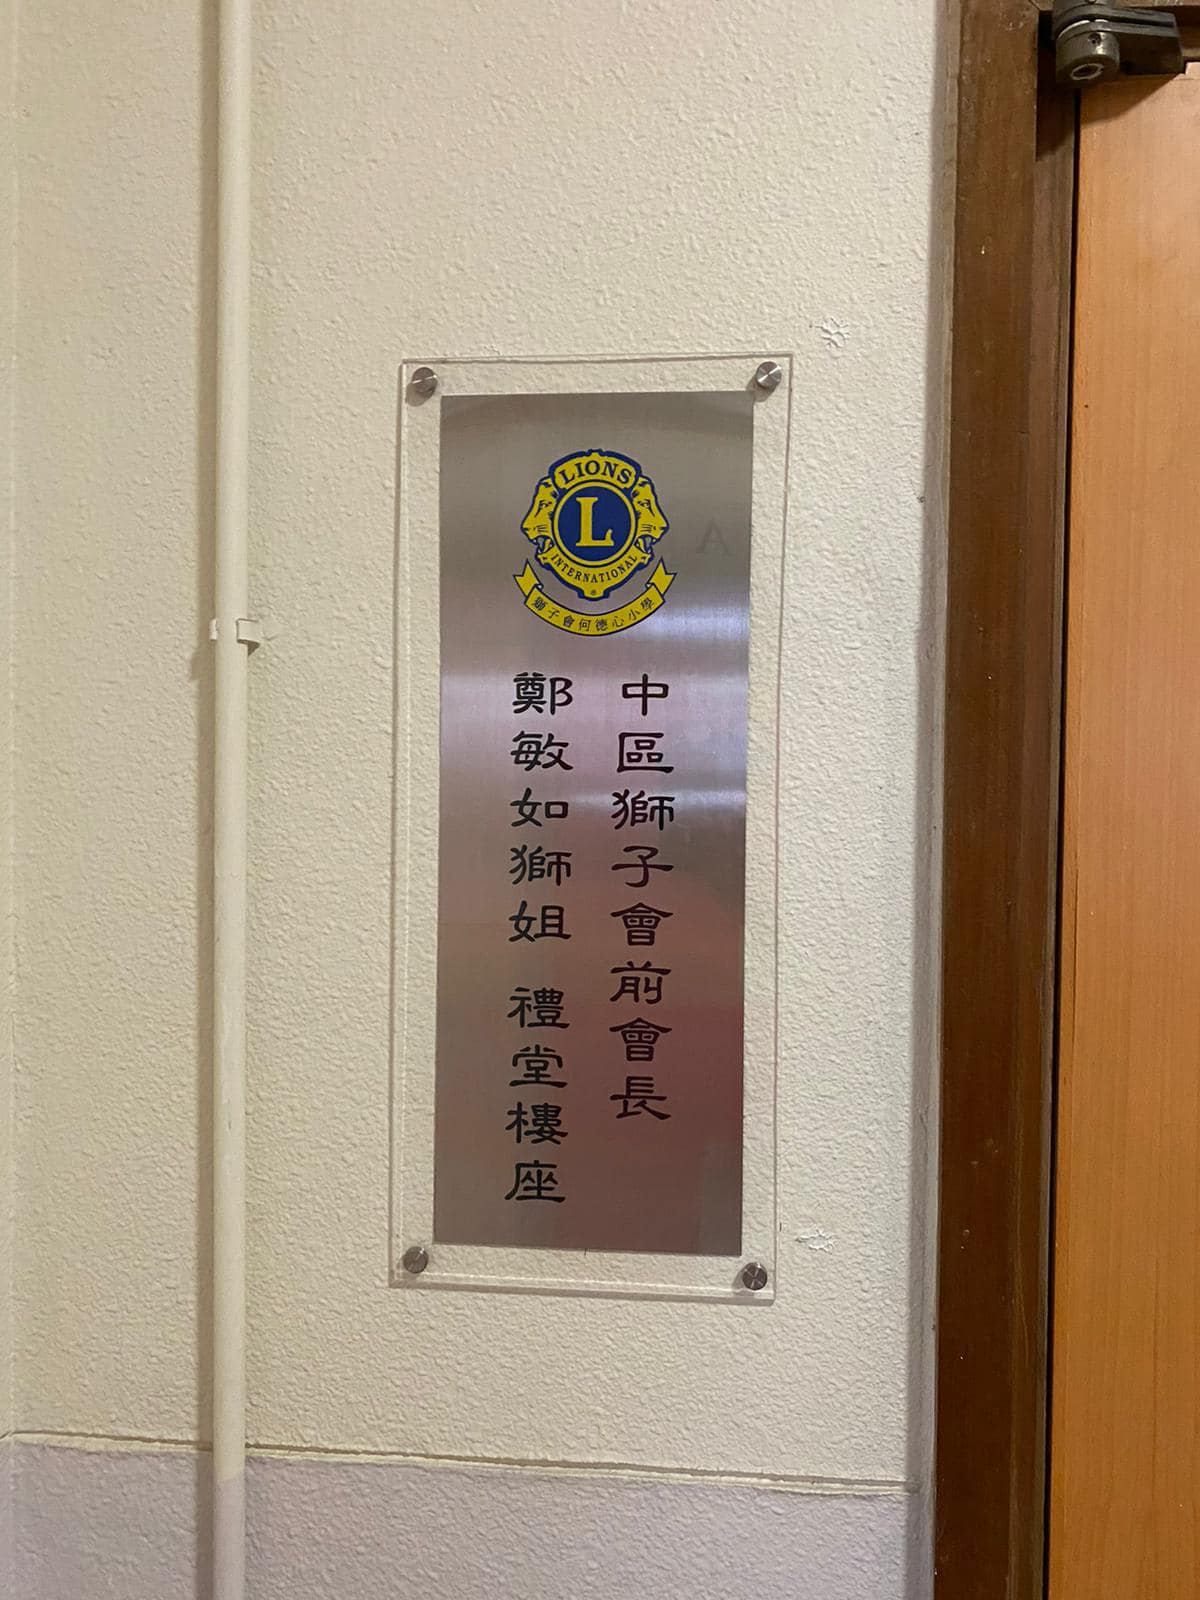 LIONS
L
INTERNATIONAL
®
獅子會何德心小學
中區獅子會前會長
鄭敏如獅姐 禮堂樓座